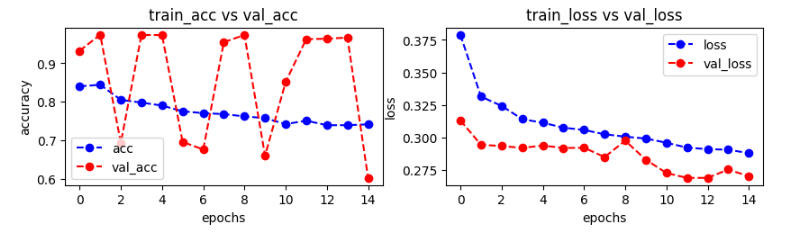 train_acc vs val_acc
accuracy
0.9
0.8
0.7
0.6
acc
val_acc
0 2 4 6 8 10 12 14
epochs
train_loss vs val_loss
loss
0.375
0.350
0.325
0.300
0.275
loss
val_loss
0 2 4 6 8 10 12 14
epochs